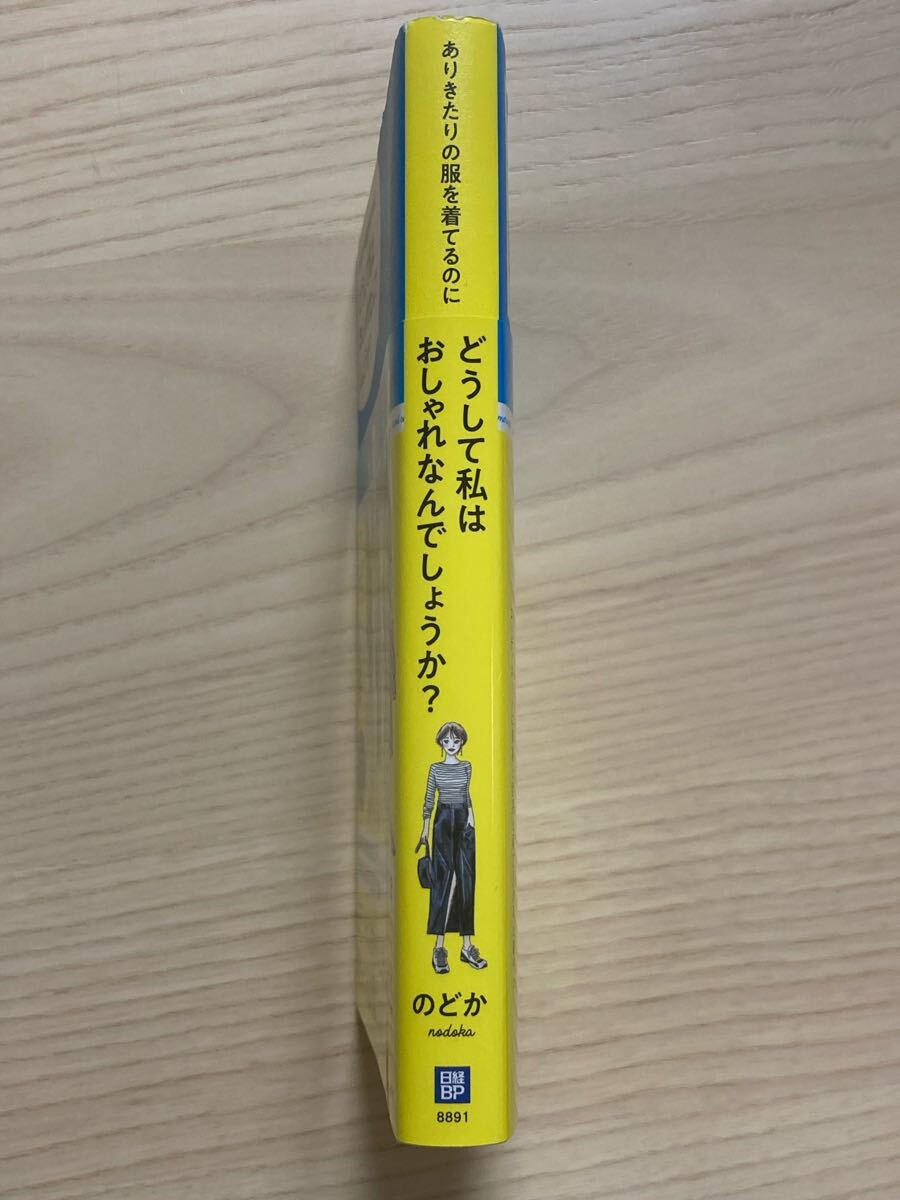 ありきたりの服を着てるのに
どうして私は
おしゃれなんでしょうか?
のどか
nodoka
日経
BP
8891